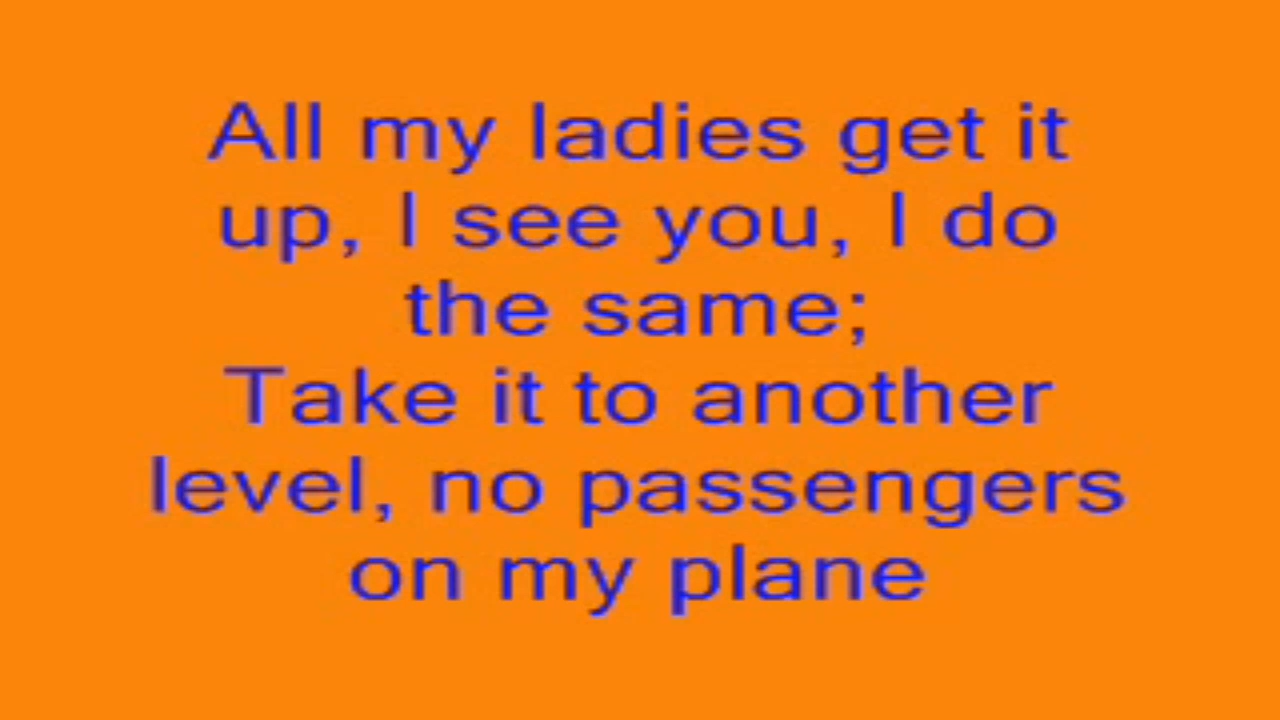 All my ladies get it
up, I see you, I do
the same;
Take it to another
level, no passengers
on my plane